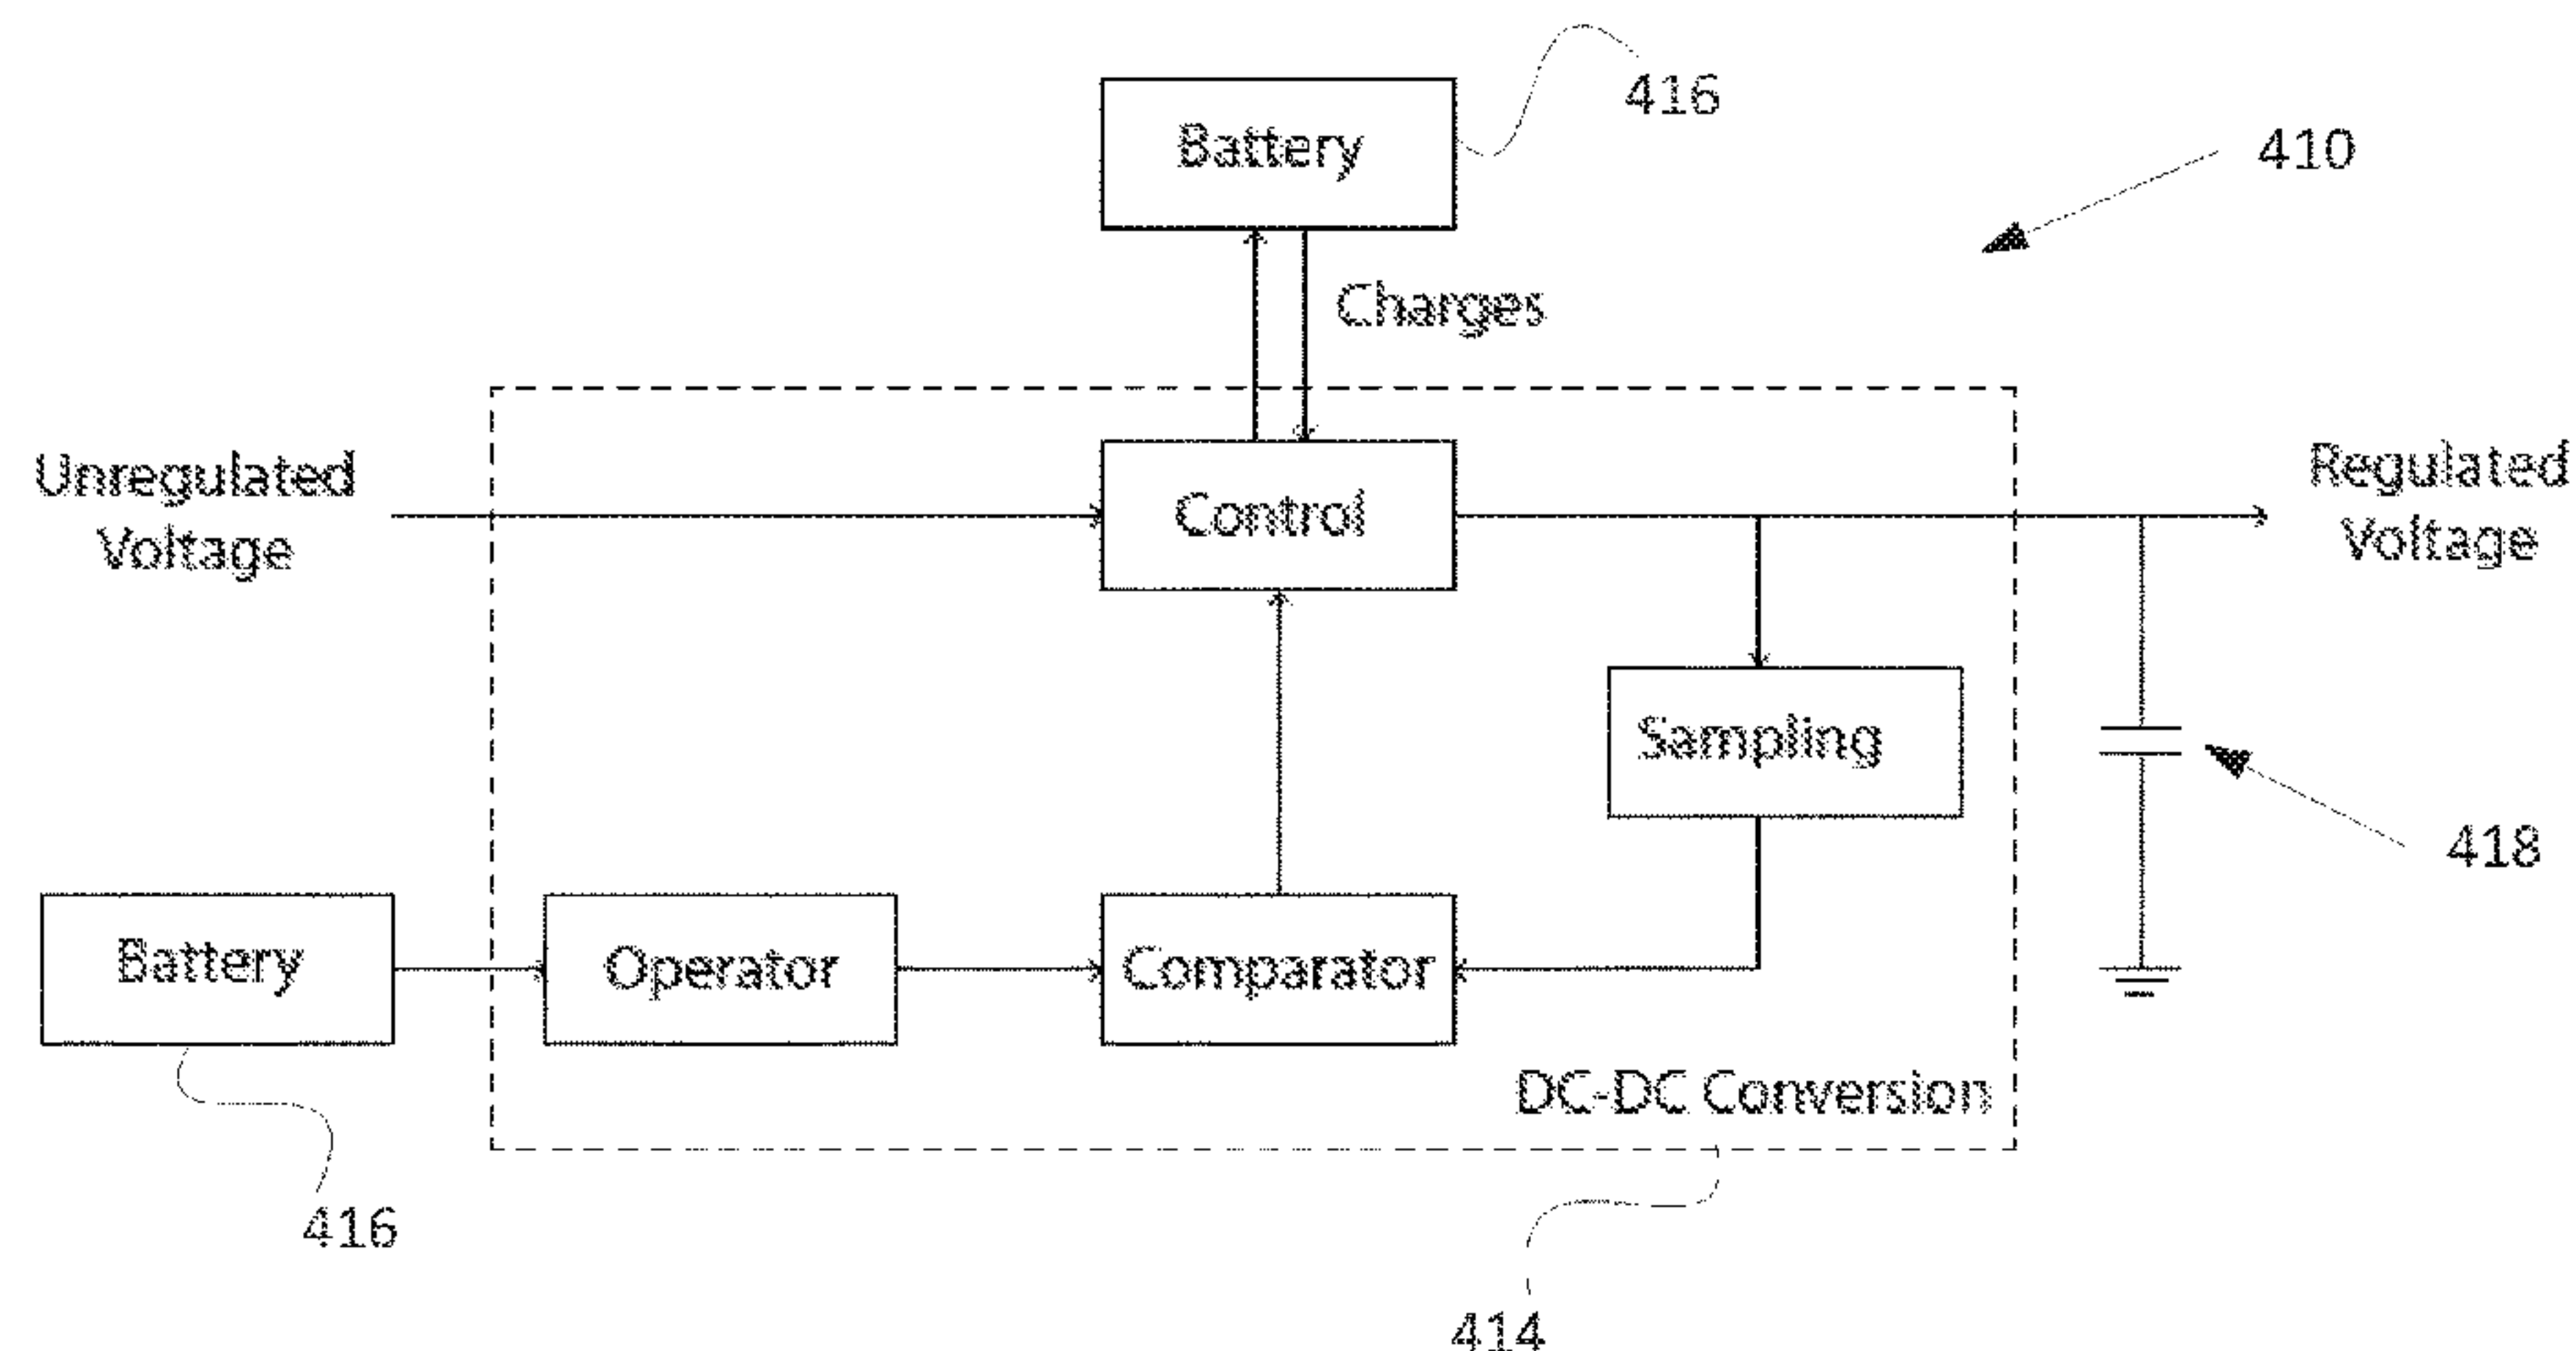 416
Battery
410
Charges
Unregulated
Voltage
Control
Regulated
Voltage
Sampling
418
Battery
Operator
Comparator
DC-DC Conversion
416
414